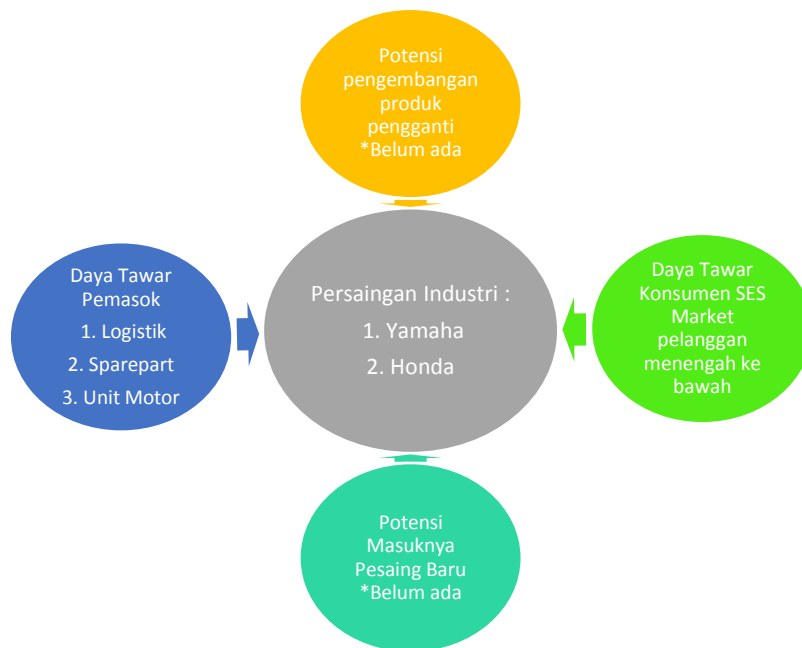 Potensi
pengembangan
produk
pengganti
*Belum ada
Daya Tawar
Pemasok
1. Logistik
2. Sparepart
3. Unit Motor
Persaingan Industri :
1. Yamaha
2. Honda
Daya Tawar
Konsumen SES
Market
pelanggan
menengah ke
bawah
Potensi
Masuknya
Pesaing Baru
*Belum ada